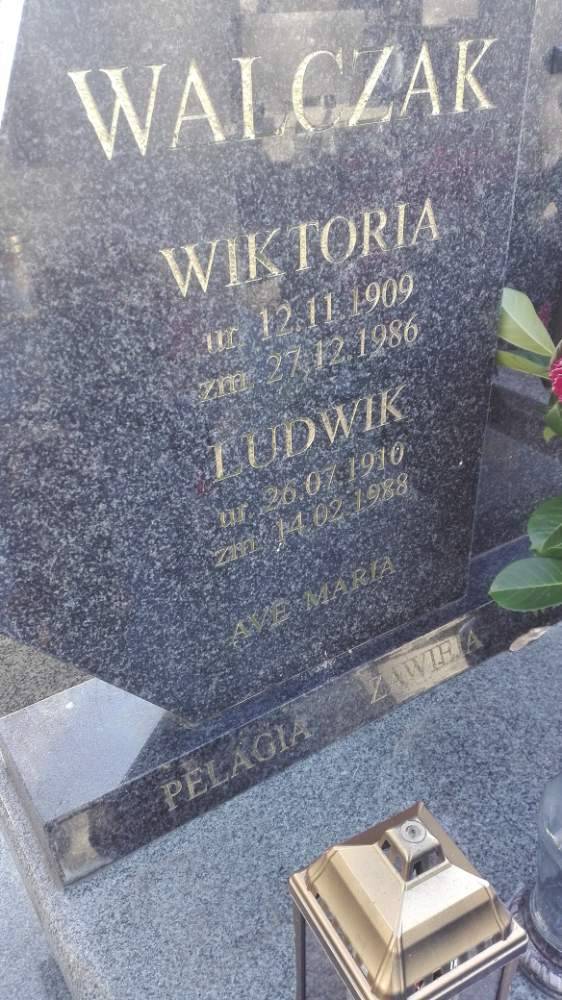 WALCZAK
WIKTORIA
ur. 12.11.1909
zm. 27.12.1986
LUDWIK
ur. 26.07.1910
zm. 14.02.1988
AVE MARIA
PELAGIA ZAWIEJA